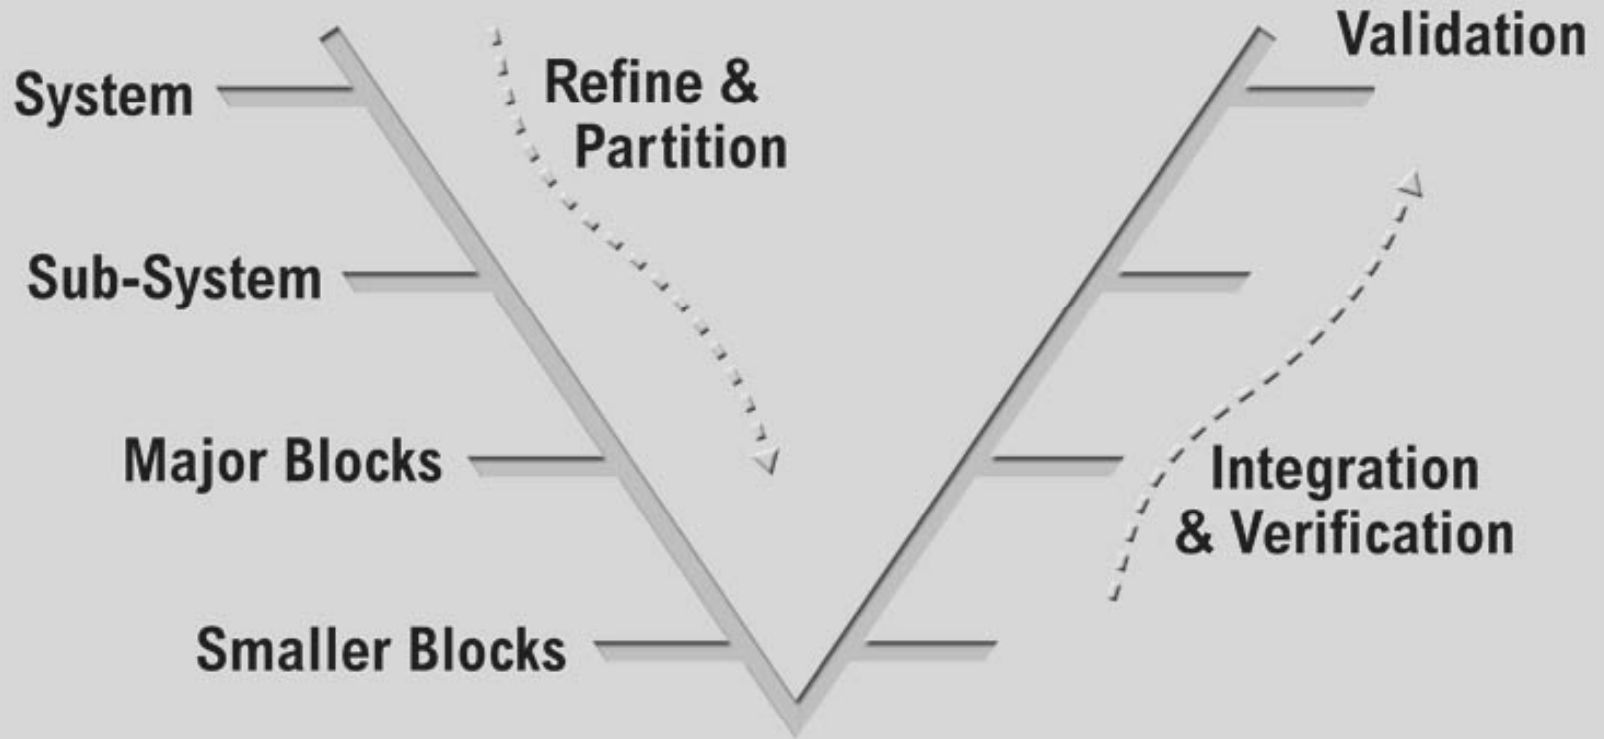 Validation
System
Refine &
Partition
Sub-System
Major Blocks
Integration
& Verification
Smaller Blocks